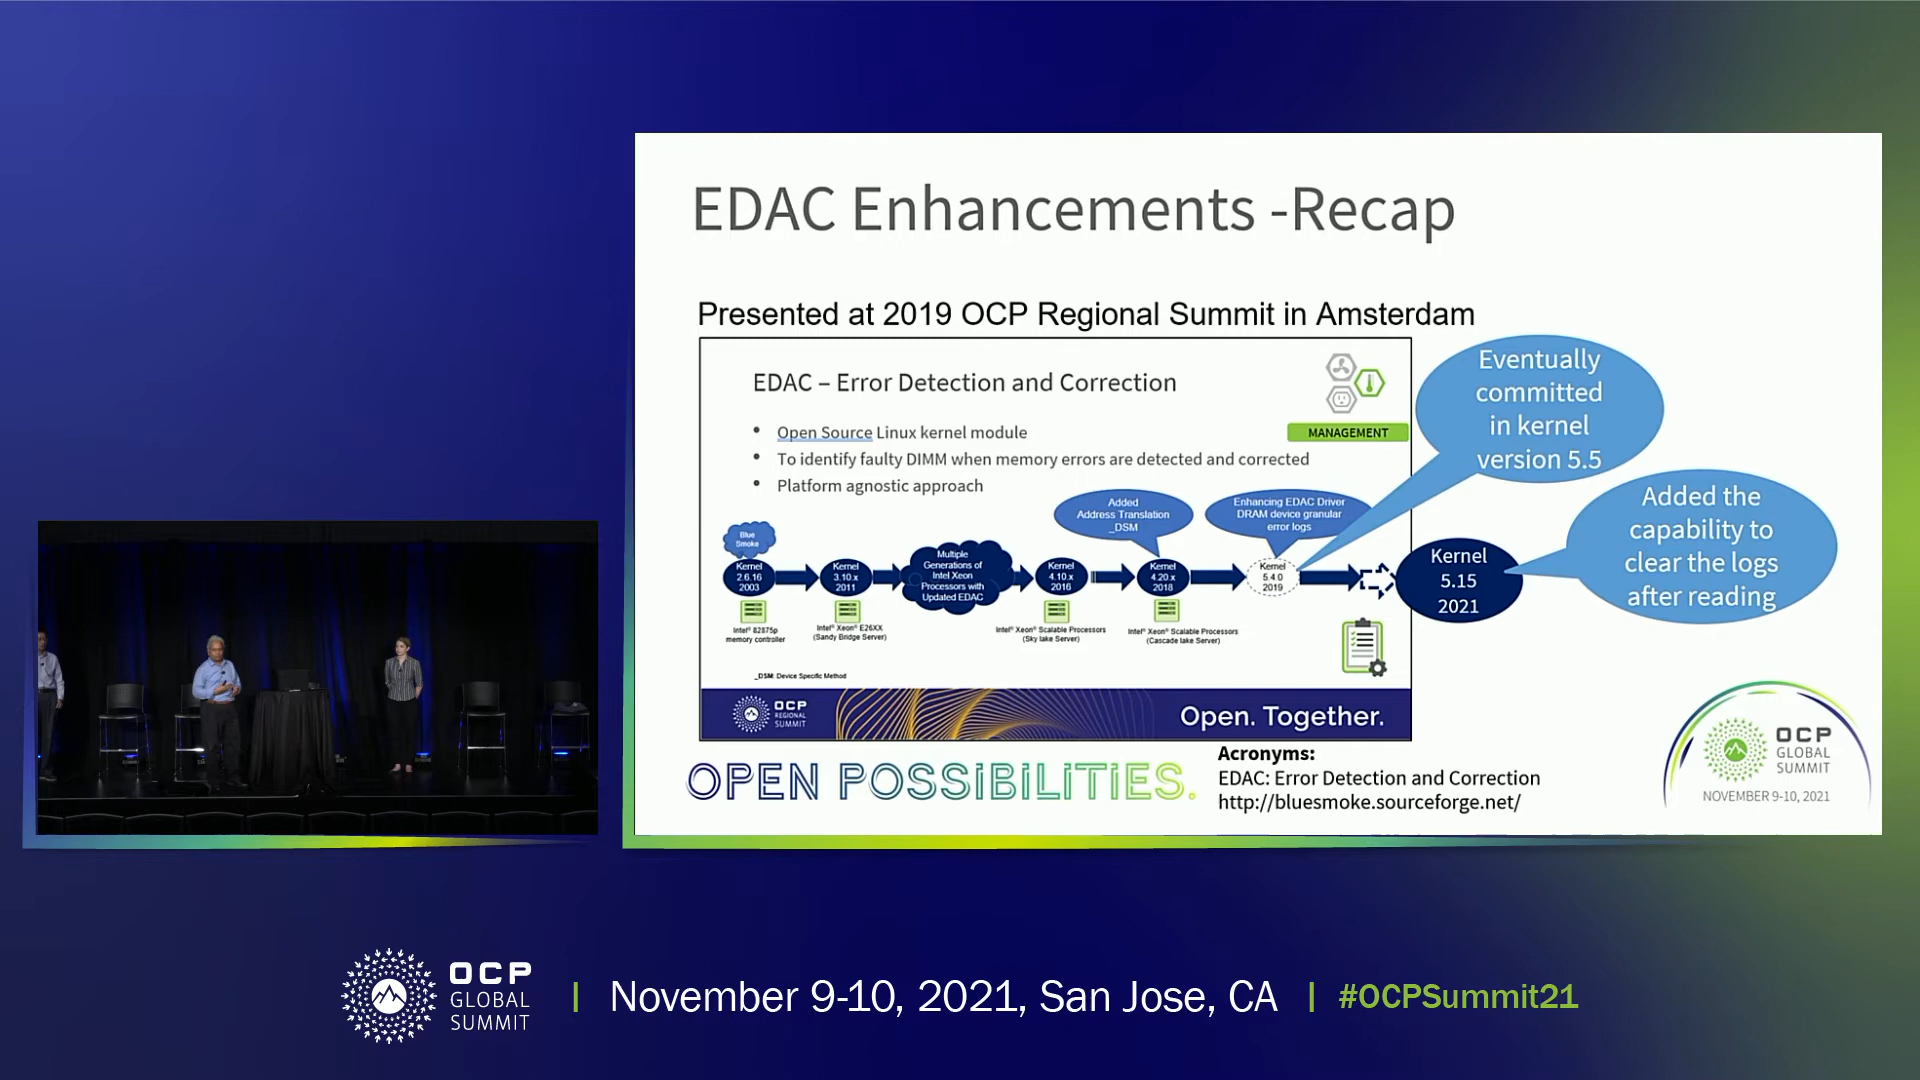 EDAC Enhancements -Recap
Presented at 2019 OCP Regional Summit in Amsterdam
EDAC – Error Detection and Correction
• Open Source Linux kernel module
• To identify faulty DIMM when memory errors are detected and corrected
• Platform agnostic approach
MANAGEMENT
Eventually
committed
in kernel
version 5.5
Added the
capability to
clear the logs
after reading
Added
Address Translation
_DSM
Enhancing EDAC Driver
DRAM device granular
error logs
Blue
Smoke
Kernel
2.6.16
2003
Kernel
3.10.x
2011
Multiple
Generations of
Intel Xeon
Processors with
Updated EDAC
Kernel
4.10.x
2016
Kernel
4.20.x
2018
Kernel
5.4.0
2019
Kernel
5.15
2021
Intel® 82875p
memory controller
Intel® Xeon® E26XX
(Sandy Bridge Server)
Intel® Xeon® Scalable Processors
(Sky lake Server)
Intel® Xeon® Scalable Processors
(Cascade lake Server)
_DSM: Device Specific Method
OCP
REGIONAL
SUMMIT
Open. Together.
OPEN POSSIBILITIES.
Acronyms:
EDAC: Error Detection and Correction
http://bluesmoke.sourceforge.net/
OCP
GLOBAL
SUMMIT
NOVEMBER 9-10, 2021
OCP
GLOBAL
SUMMIT
November 9-10, 2021, San Jose, CA
#OCPSummit21